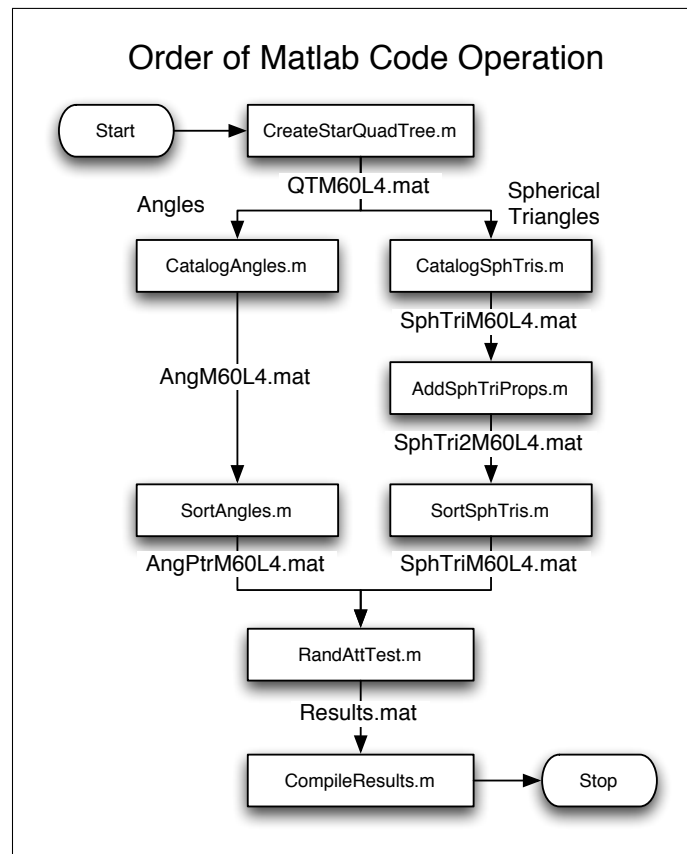 Order of Matlab Code Operation
Start
CreateStarQuadTree.m
QTM60L4.mat
Angles
Spherical
Triangles
CatalogAngles.m
CatalogSphTris.m
SphTriM60L4.mat
AngM60L4.mat
AddSphTriProps.m
SphTri2M60L4.mat
SortAngles.m
SortSphTris.m
AngPtrM60L4.mat
SphTriM60L4.mat
RandAttTest.m
Results.mat
CompileResults.m
Stop